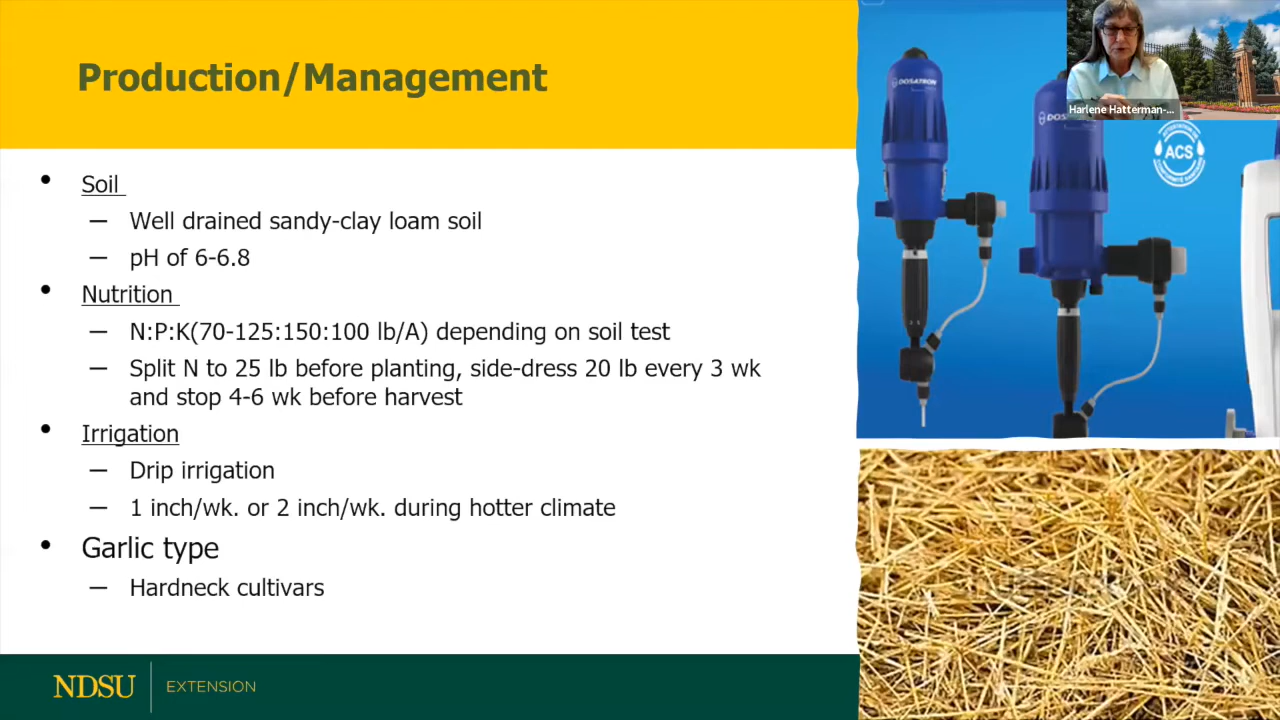 Production/Management
Harlene Hatterman-...
DOSATRON
ACS
• Soil
— Well drained sandy-clay loam soil
— pH of 6-6.8
• Nutrition
— N:P:K(70-125:150:100 lb/A) depending on soil test
— Split N to 25 lb before planting, side-dress 20 lb every 3 wk
and stop 4-6 wk before harvest
• Irrigation
— Drip irrigation
— 1 inch/wk. or 2 inch/wk. during hotter climate
• Garlic type
— Hardneck cultivars
NDSU EXTENSION